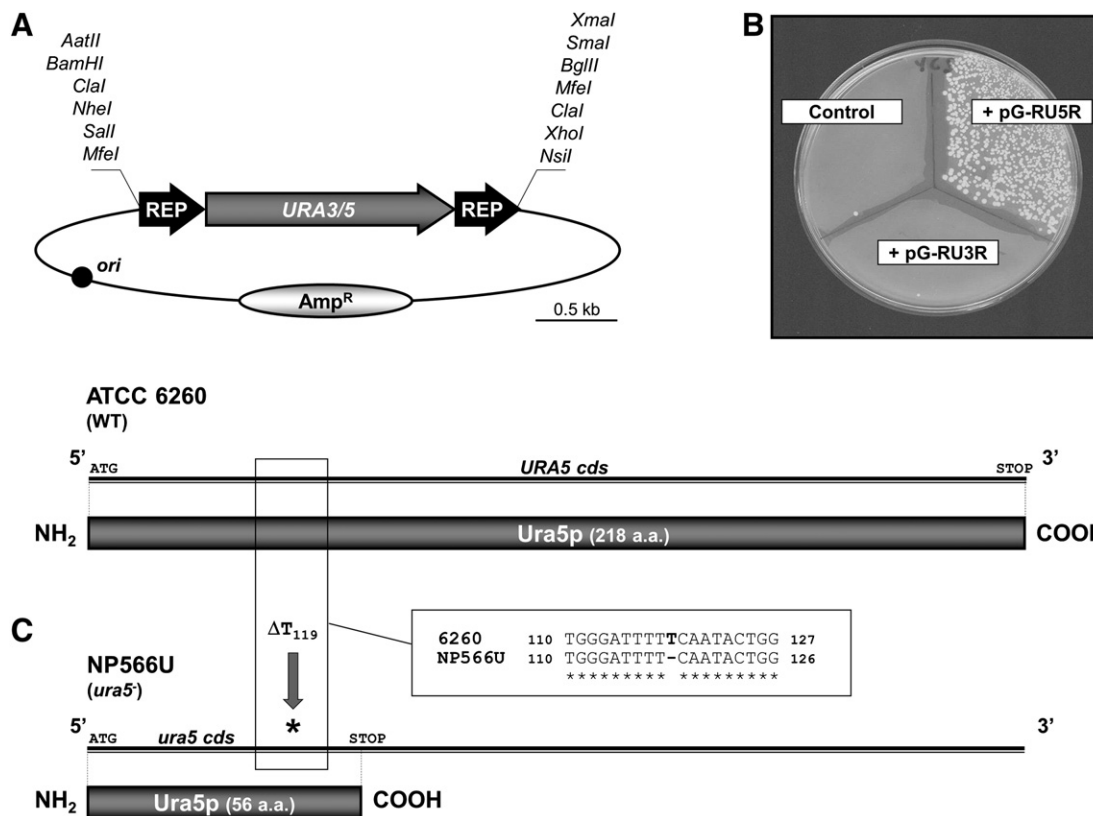 A
AatII
BamHI
ClaI
NheI
SalI
MfeI
XmaI
SmaI
BglII
MfeI
ClaI
XhoI
NsiI
REP
URA3/5
REP
ori
Amp^R
0.5 kb
B
Control
+ pG-RU5R
+ pG-RU3R
ATCC 6260
(WT)
5’
ATG
URA5 cds
STOP
3’
NH₂
Ura5p (218 a.a.)
COOH
C
ΔT₁₁₉
6260 110 TGGGATTTTTCAATACTGG 127
NP566U 110 TGGGATTTT-CAATACTGG 126
********* *********
NP566U
(ura5⁻)
*
5’
ATG
ura5 cds
STOP
3’
NH₂
Ura5p (56 a.a.)
COOH